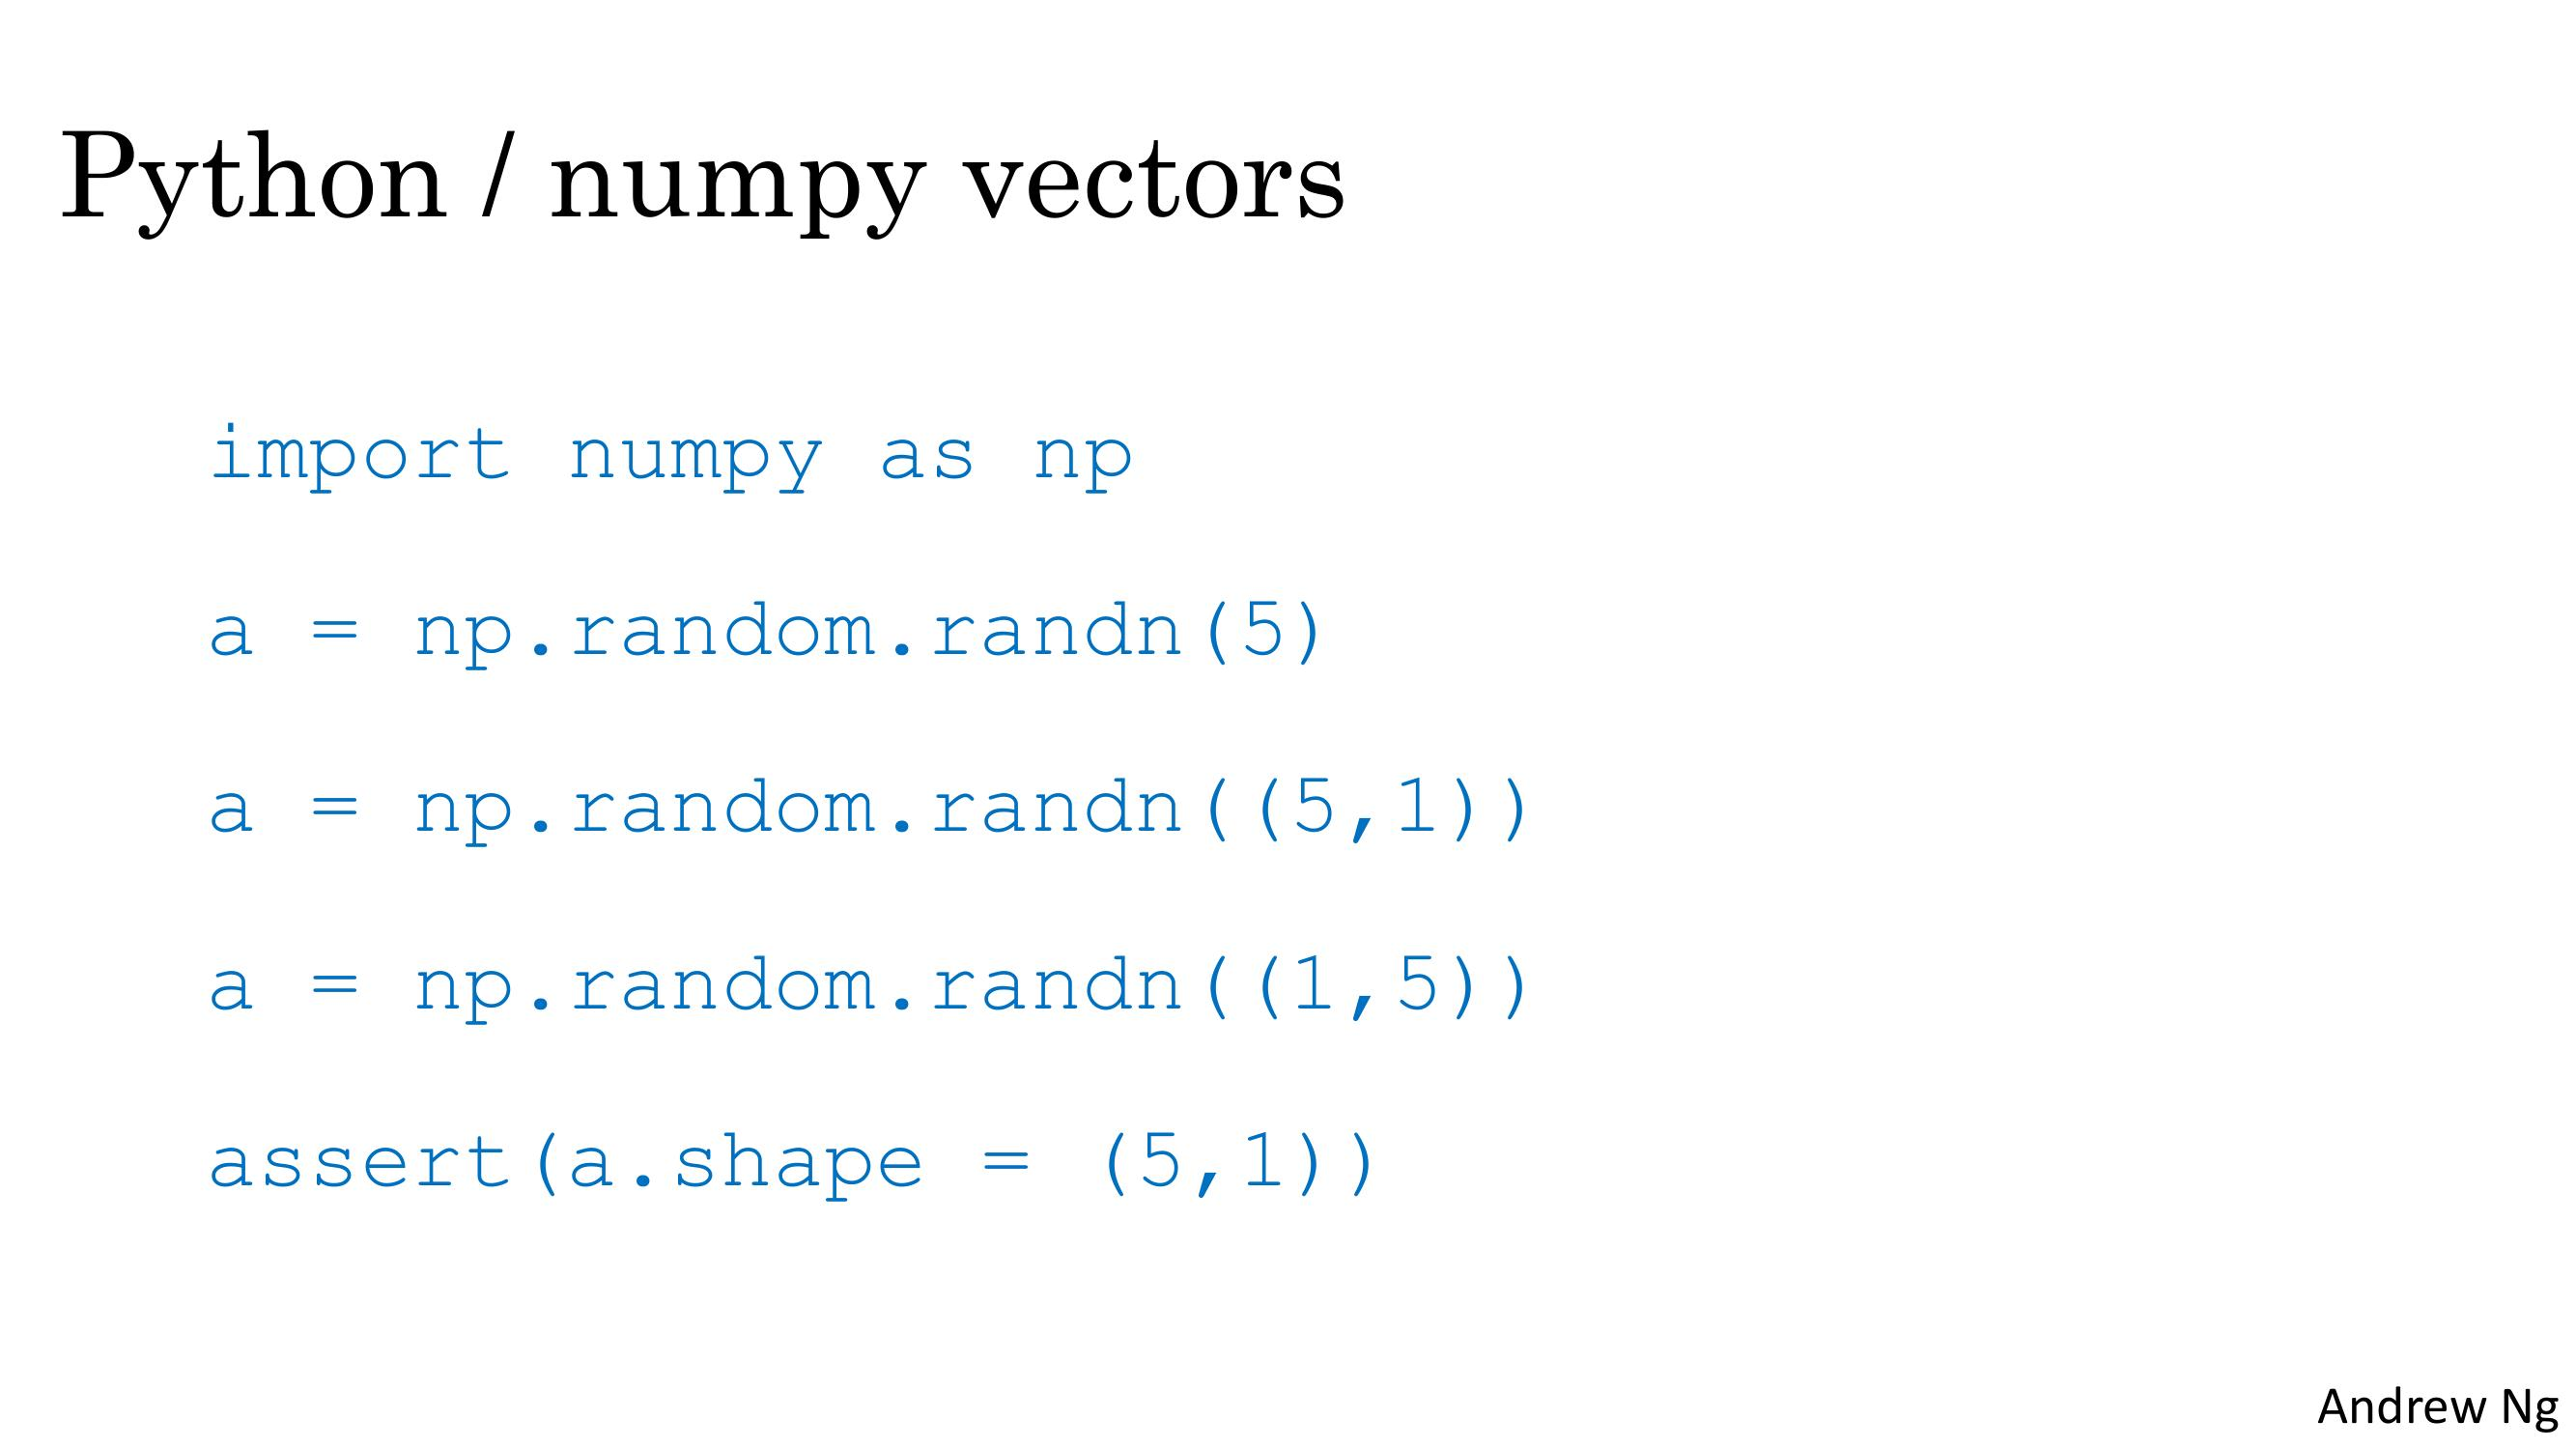 Python / numpy vectors
import numpy as np
a = np.random.randn(5)
a = np.random.randn((5,1))
a = np.random.randn((1,5))
assert(a.shape = (5,1))
Andrew Ng